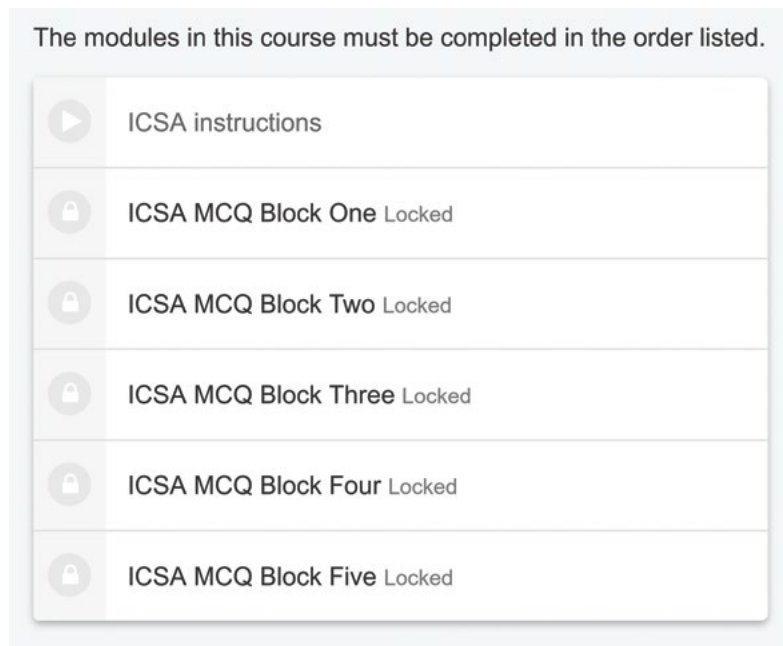 The modules in this course must be completed in the order listed.
ICSA instructions
ICSA MCQ Block One Locked
ICSA MCQ Block Two Locked
ICSA MCQ Block Three Locked
ICSA MCQ Block Four Locked
ICSA MCQ Block Five Locked